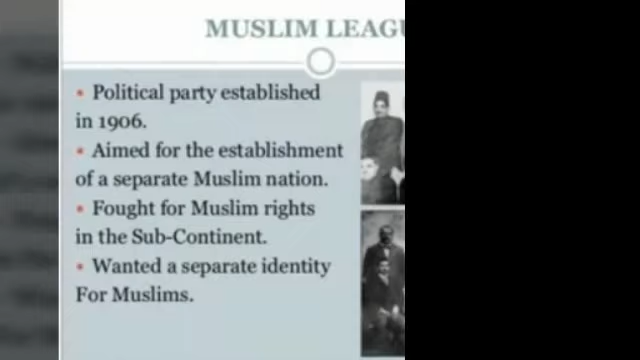 MUSLIM LEAGU
• Political party established
in 1906.
• Aimed for the establishment
of a separate Muslim nation.
• Fought for Muslim rights
in the Sub-Continent.
• Wanted a separate identity
For Muslims.